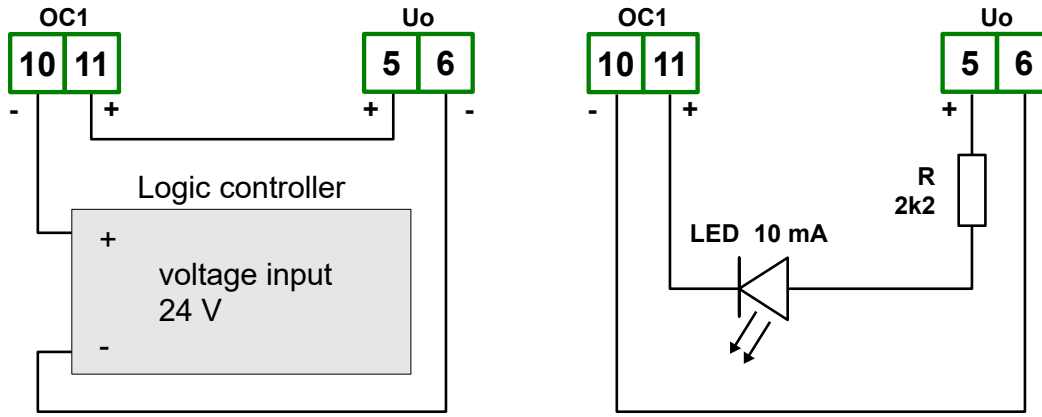 OC1
Uo
10 11
5 6
- +
+ -
Logic controller
+
voltage input
24 V
-
OC1
Uo
10 11
5 6
- +
+ -
R
2k2
LED 10 mA